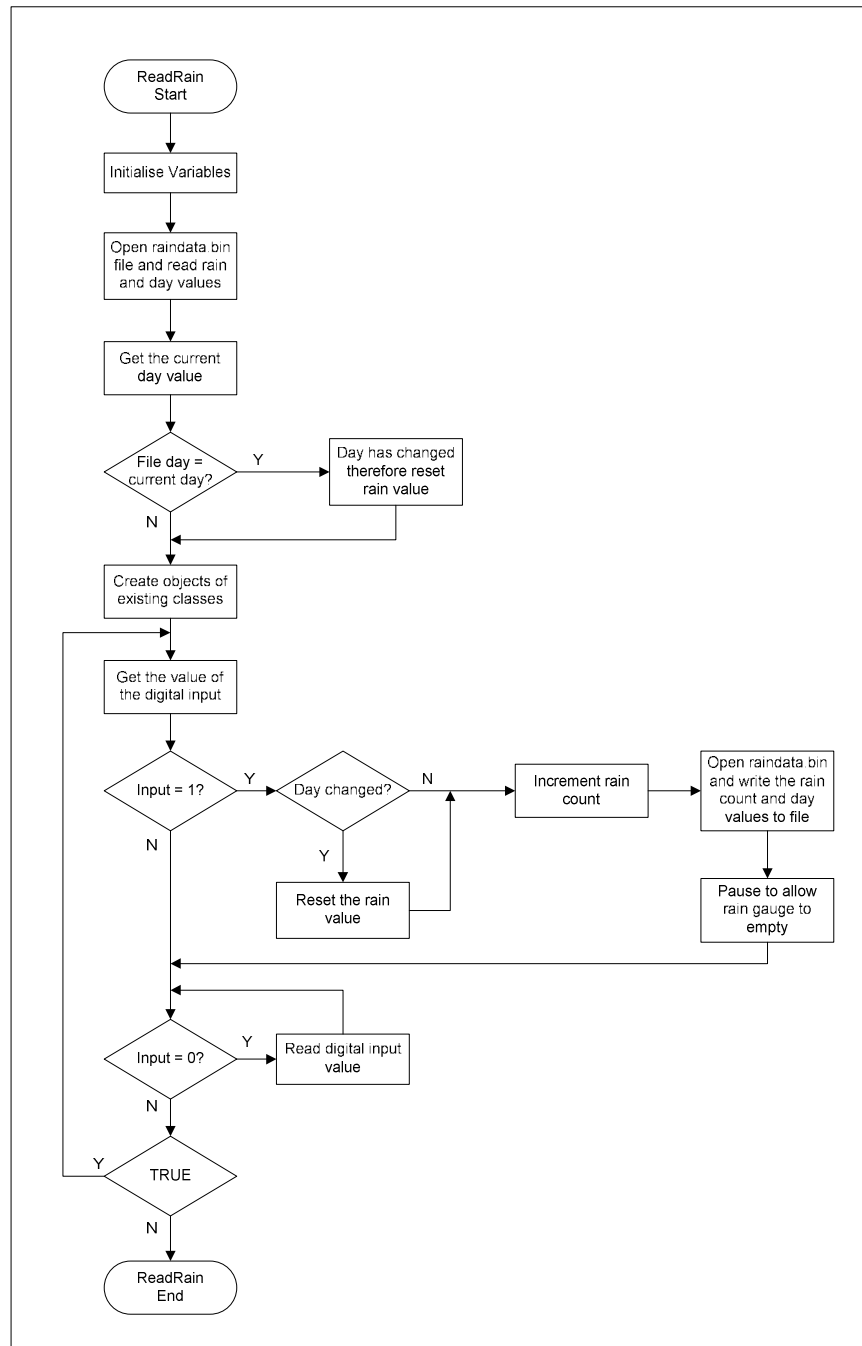 ReadRain
Start
Initialise Variables
Open raindata.bin
file and read rain
and day values
Get the current
day value
File day =
current day?
Y
Day has changed
therefore reset
rain value
N
Create objects of
existing classes
Get the value of
the digital input
Input = 1?
Y
Day changed?
N
Increment rain
count
Open raindata.bin
and write the rain
count and day
values to file
N
Y
Reset the rain
value
Pause to allow
rain gauge to
empty
Input = 0?
Y
Read digital input
value
N
Y
TRUE
N
ReadRain
End